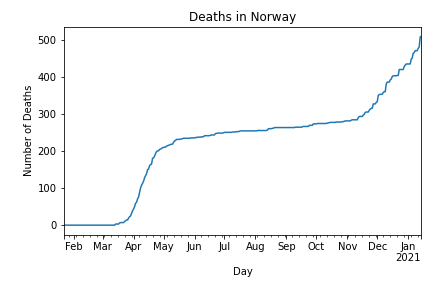 Deaths in Norway
Number of Deaths
500
400
300
200
100
0
Feb Mar Apr May Jun Jul Aug Sep Oct Nov Dec Jan
2021
Day